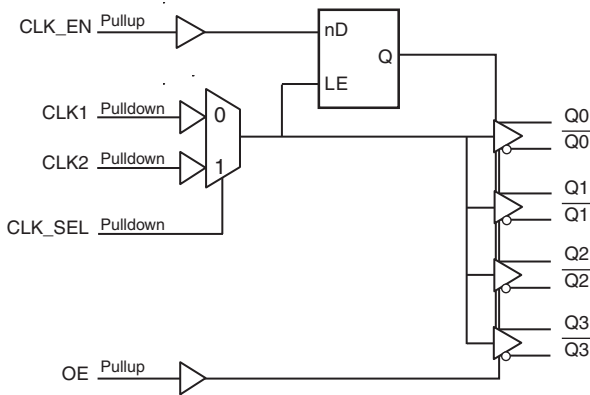 CLK_EN Pullup
nD
Q
LE
CLK1 Pulldown
0
CLK2 Pulldown
1
CLK_SEL Pulldown
Q0
Q0
Q1
Q1
Q2
Q2
Q3
Q3
OE Pullup